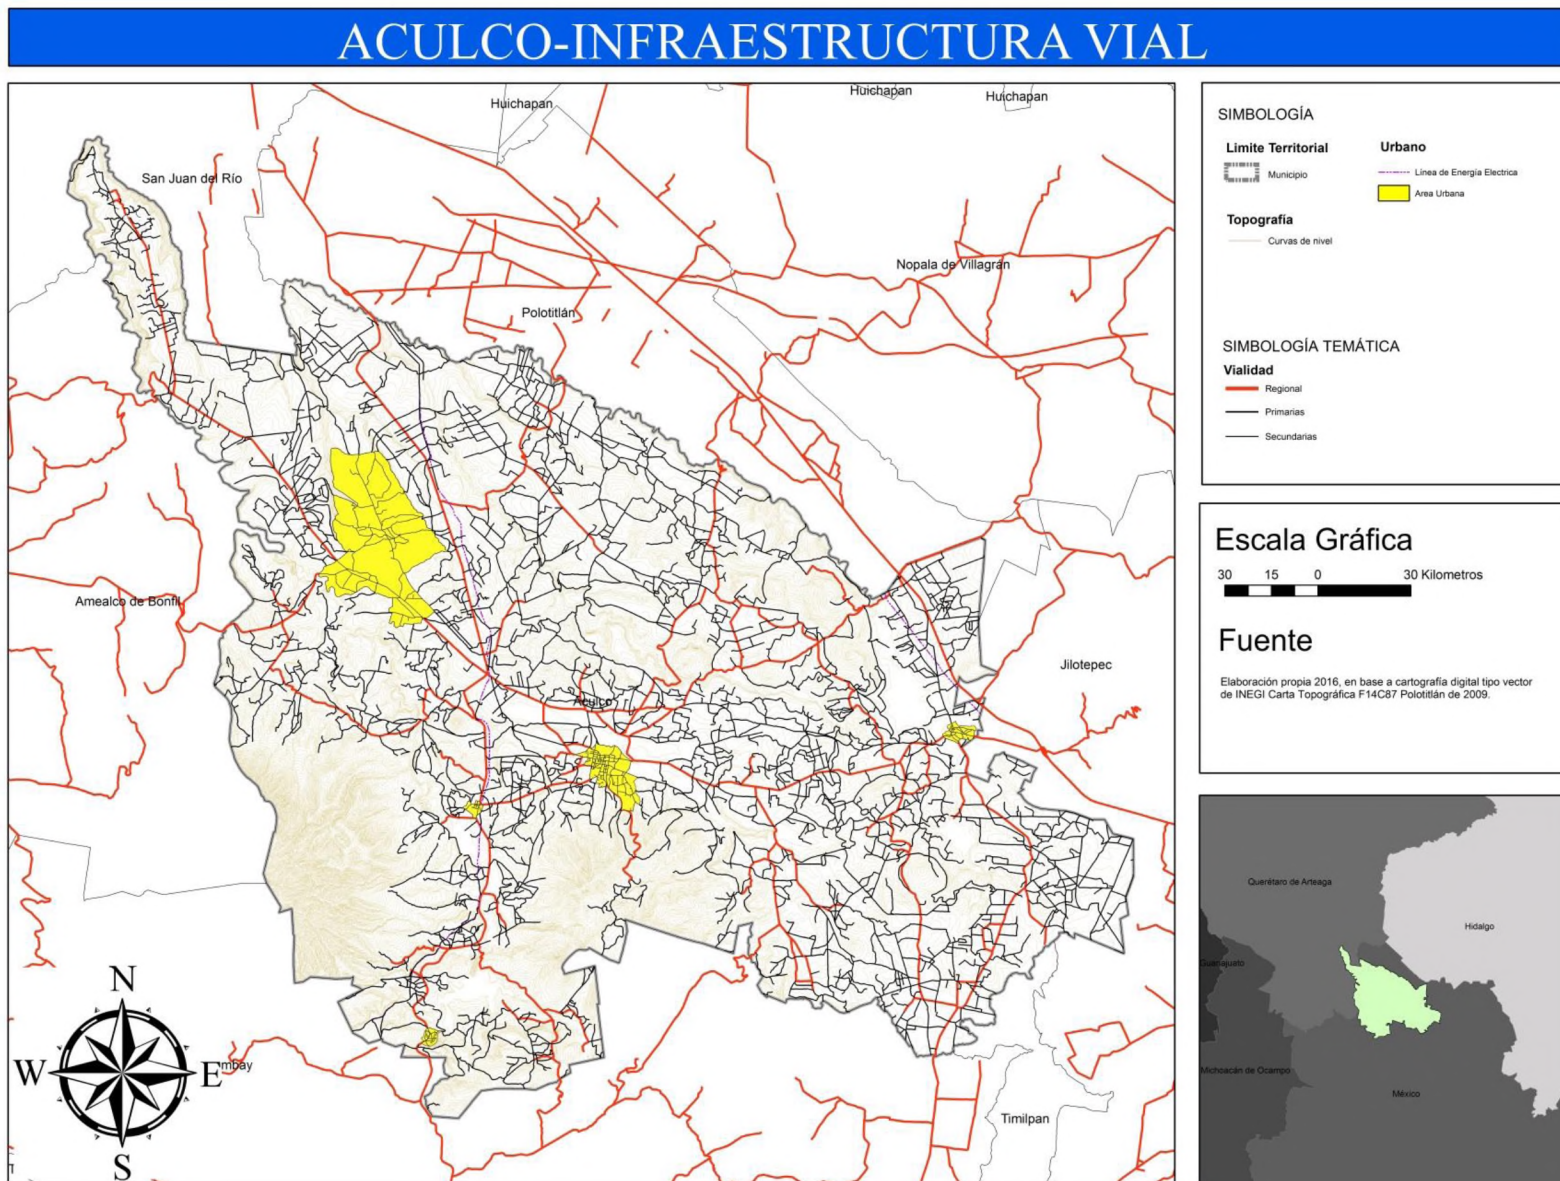 ACULCO-INFRAESTRUCTURA VIAL
Huichapan
Huichapan
Huichapan
San Juan del Río
Nopala de Villagrán
Polotitlán
Amealco de Bonfil
Jilotepec
Aculco
mbay
Timilpan
N
W
E
S
SIMBOLOGÍA
Limite Territorial
Municipio
Urbano
Línea de Energía Electrica
Area Urbana
Topografía
Curvas de nivel
SIMBOLOGÍA TEMÁTICA
Vialidad
Regional
Primarias
Secundarias
Escala Gráfica
30 15 0 30 Kilometros
Fuente
Elaboración propia 2016, en base a cartografía digital tipo vector
de INEGI Carta Topográfica F14C87 Polotitlán de 2009.
Querétaro de Arteaga
Hidalgo
Guanajuato
Michoacán de Ocampo
México